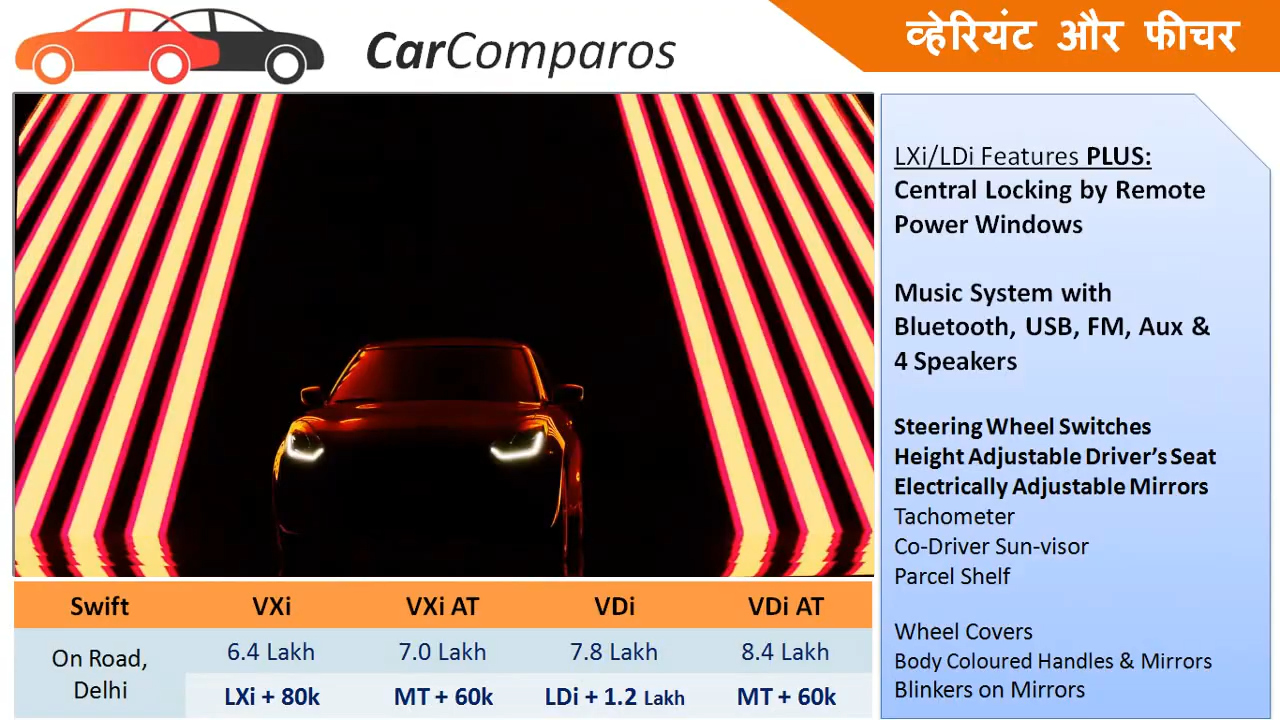 CarComparos
व्हेरियंट और फीचर
LXi/LDi Features PLUS:
Central Locking by Remote
Power Windows
Music System with
Bluetooth, USB, FM, Aux &
4 Speakers
Steering Wheel Switches
Height Adjustable Driver's Seat
Electrically Adjustable Mirrors
Tachometer
Co-Driver Sun-visor
Parcel Shelf
Wheel Covers
Body Coloured Handles & Mirrors
Blinkers on Mirrors
Swift VXi VXi AT VDi VDi AT
On Road, Delhi 6.4 Lakh 7.0 Lakh 7.8 Lakh 8.4 Lakh
LXi + 80k MT + 60k LDi + 1.2 Lakh MT + 60k